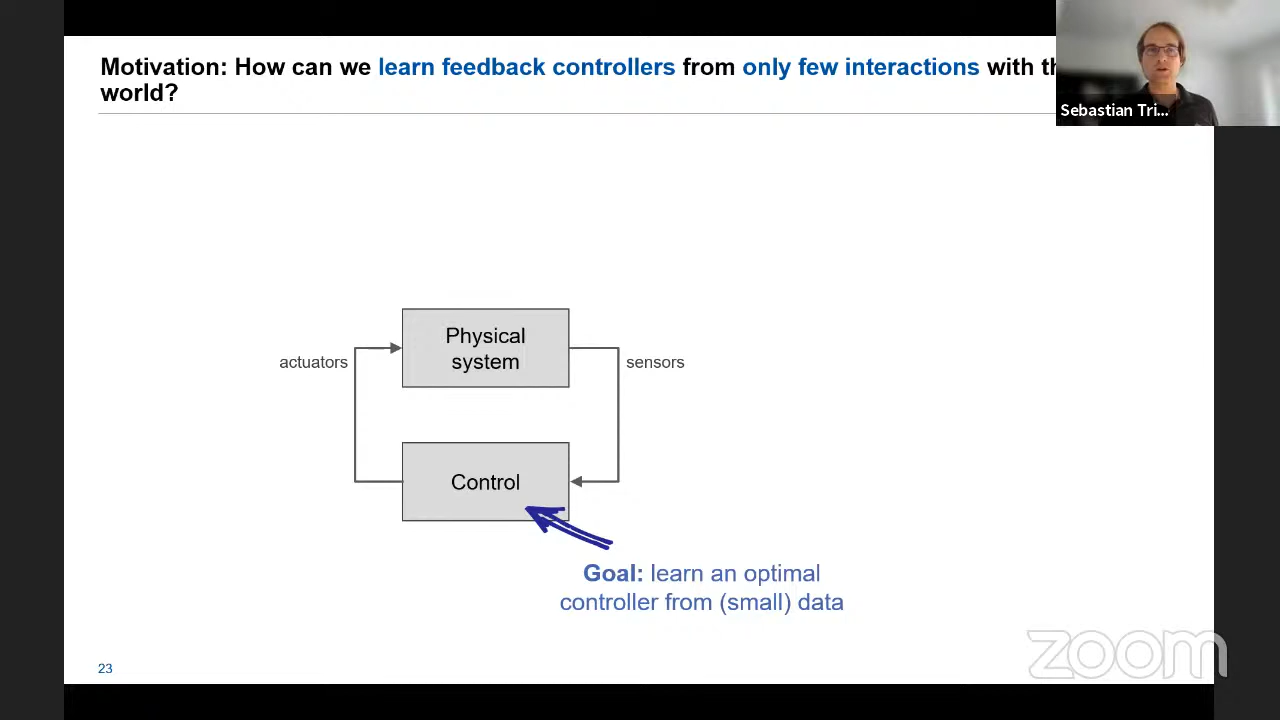 Motivation: How can we learn feedback controllers from only few interactions with
world?
Sebastian Tri...
Physical
system
actuators
sensors
Control
Goal: learn an optimal
controller from (small) data
23
zoom